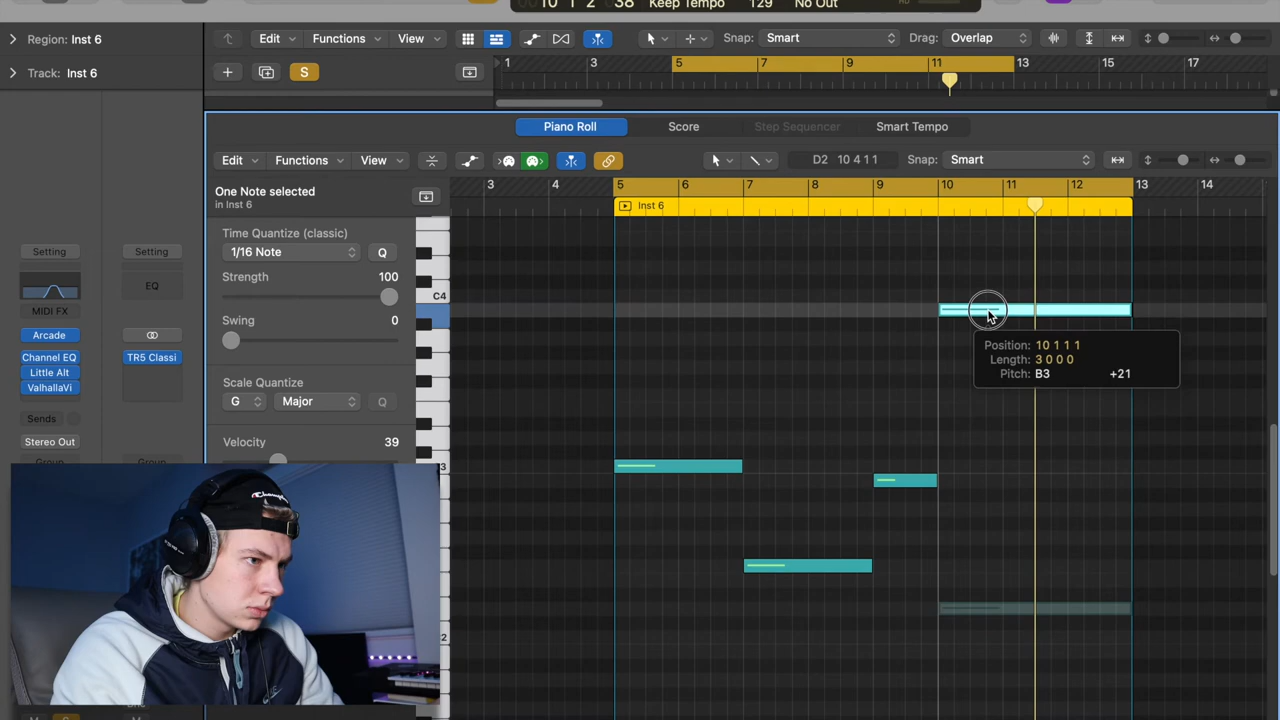 10 1 2 38 Keep Tempo 129 No Out
Region: Inst 6
Edit Functions View Snap: Smart Drag: Overlap
Track: Inst 6
S
1 3 5 7 9 11 13 15 17
Piano Roll Score Step Sequencer Smart Tempo
Edit Functions View D2 10 4 1 1 Snap: Smart
3 4 5 6 7 8 9 10 11 12 13 14
One Note selected
in Inst 6
Inst 6
Time Quantize (classic)
1/16 Note Q
Strength 100
Swing 0
Scale Quantize
G Major Q
Velocity 39
Setting Setting
EQ
MIDI FX
Arcade
Channel EQ TR5 Classi
Little Alt
ValhallaVi
Sends
Stereo Out
Group Group
C4
Position: 10 1 1 1
Length: 3 0 0 0
Pitch: B3 +21
3
2
Champion
M S M